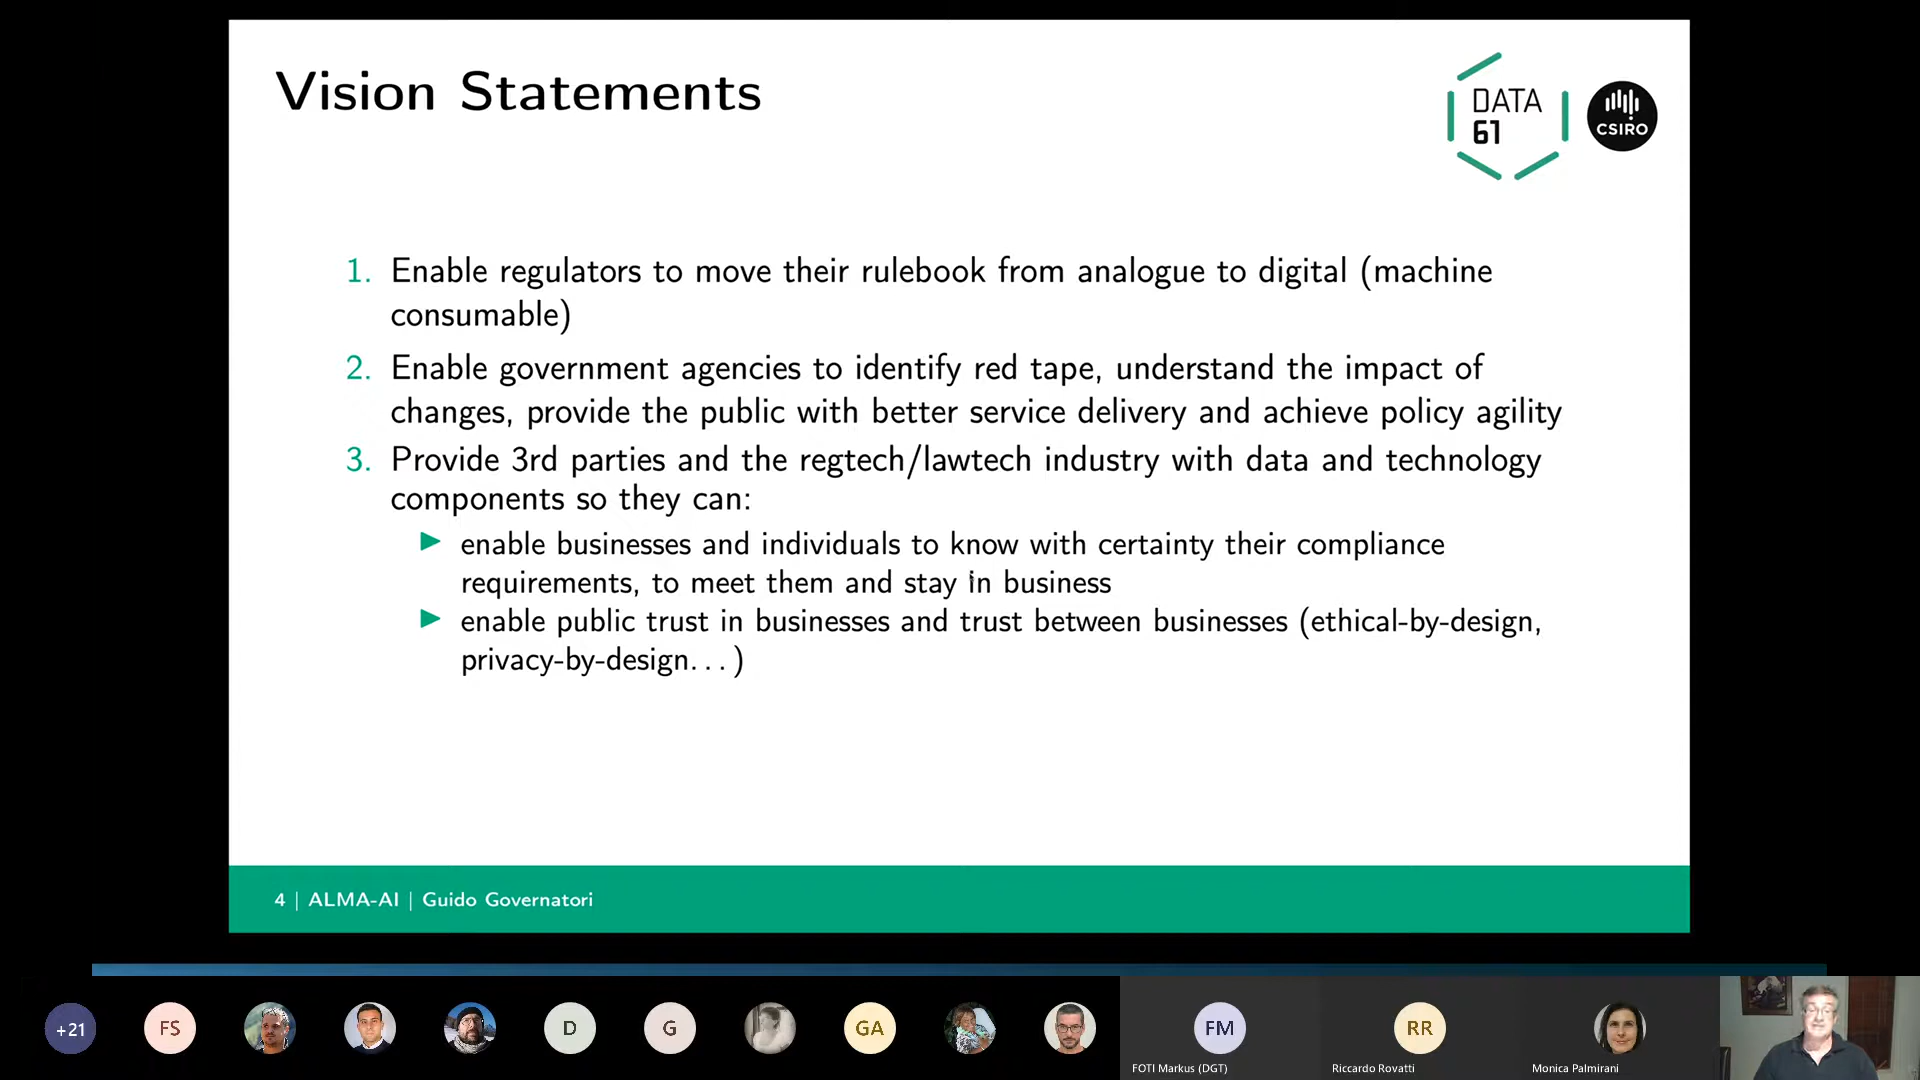 Vision Statements
DATA
61
CSIRO
1. Enable regulators to move their rulebook from analogue to digital (machine
consumable)
2. Enable government agencies to identify red tape, understand the impact of
changes, provide the public with better service delivery and achieve policy agility
3. Provide 3rd parties and the regtech/lawtech industry with data and technology
components so they can:
▶ enable businesses and individuals to know with certainty their compliance
requirements, to meet them and stay in business
▶ enable public trust in businesses and trust between businesses (ethical-by-design,
privacy-by-design...)
4 | ALMA-AI | Guido Governatori
+21
FS
D
G
GA
FM
RR
FOTI Markus (DGT)
Riccardo Rovatti
Monica Palmirani